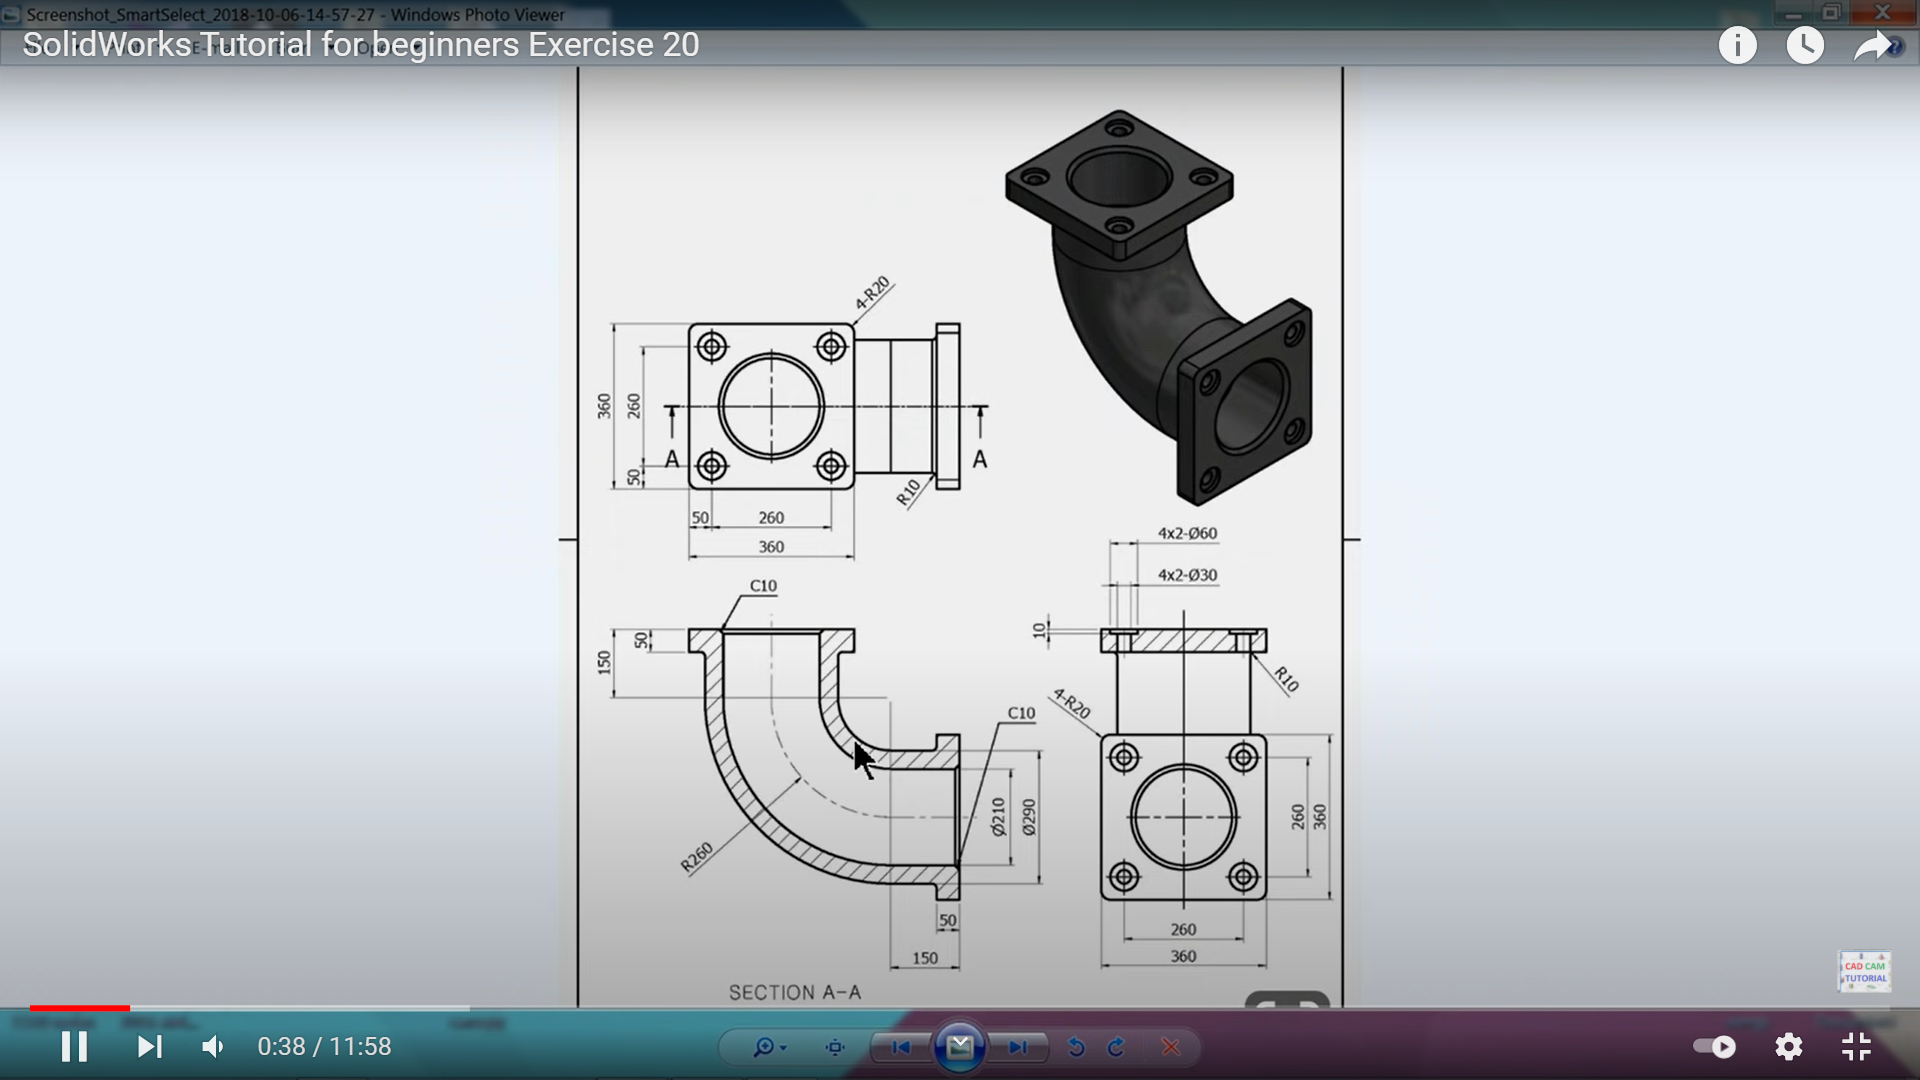 Screenshot_SmartSelect_2018-10-06-14-57-27 - Windows Photo Viewer
SolidWorks Tutorial for beginners Exercise 20
4-R20
360
260
50
A
A
R10
50
260
360
4x2-Ø60
4x2-Ø30
C10
50
150
10
R10
4-R20
C10
Ø210
Ø290
260
360
R260
50
260
150
360
SECTION A-A
CAD CAM
TUTORIAL
0:38 / 11:58